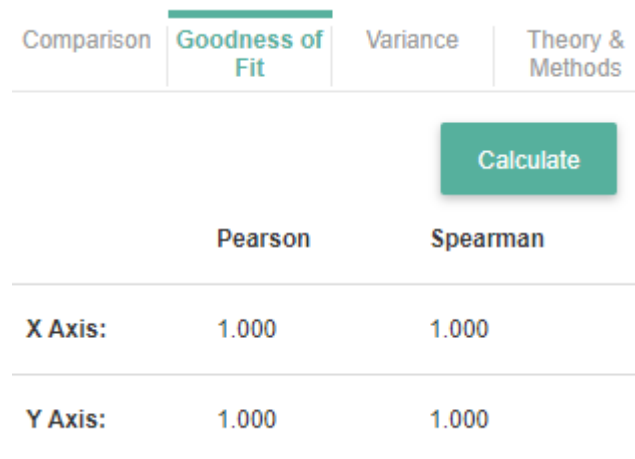 Comparison Goodness of Fit Variance Theory & Methods
Calculate
Pearson Spearman
X Axis: 1.000 1.000
Y Axis: 1.000 1.000